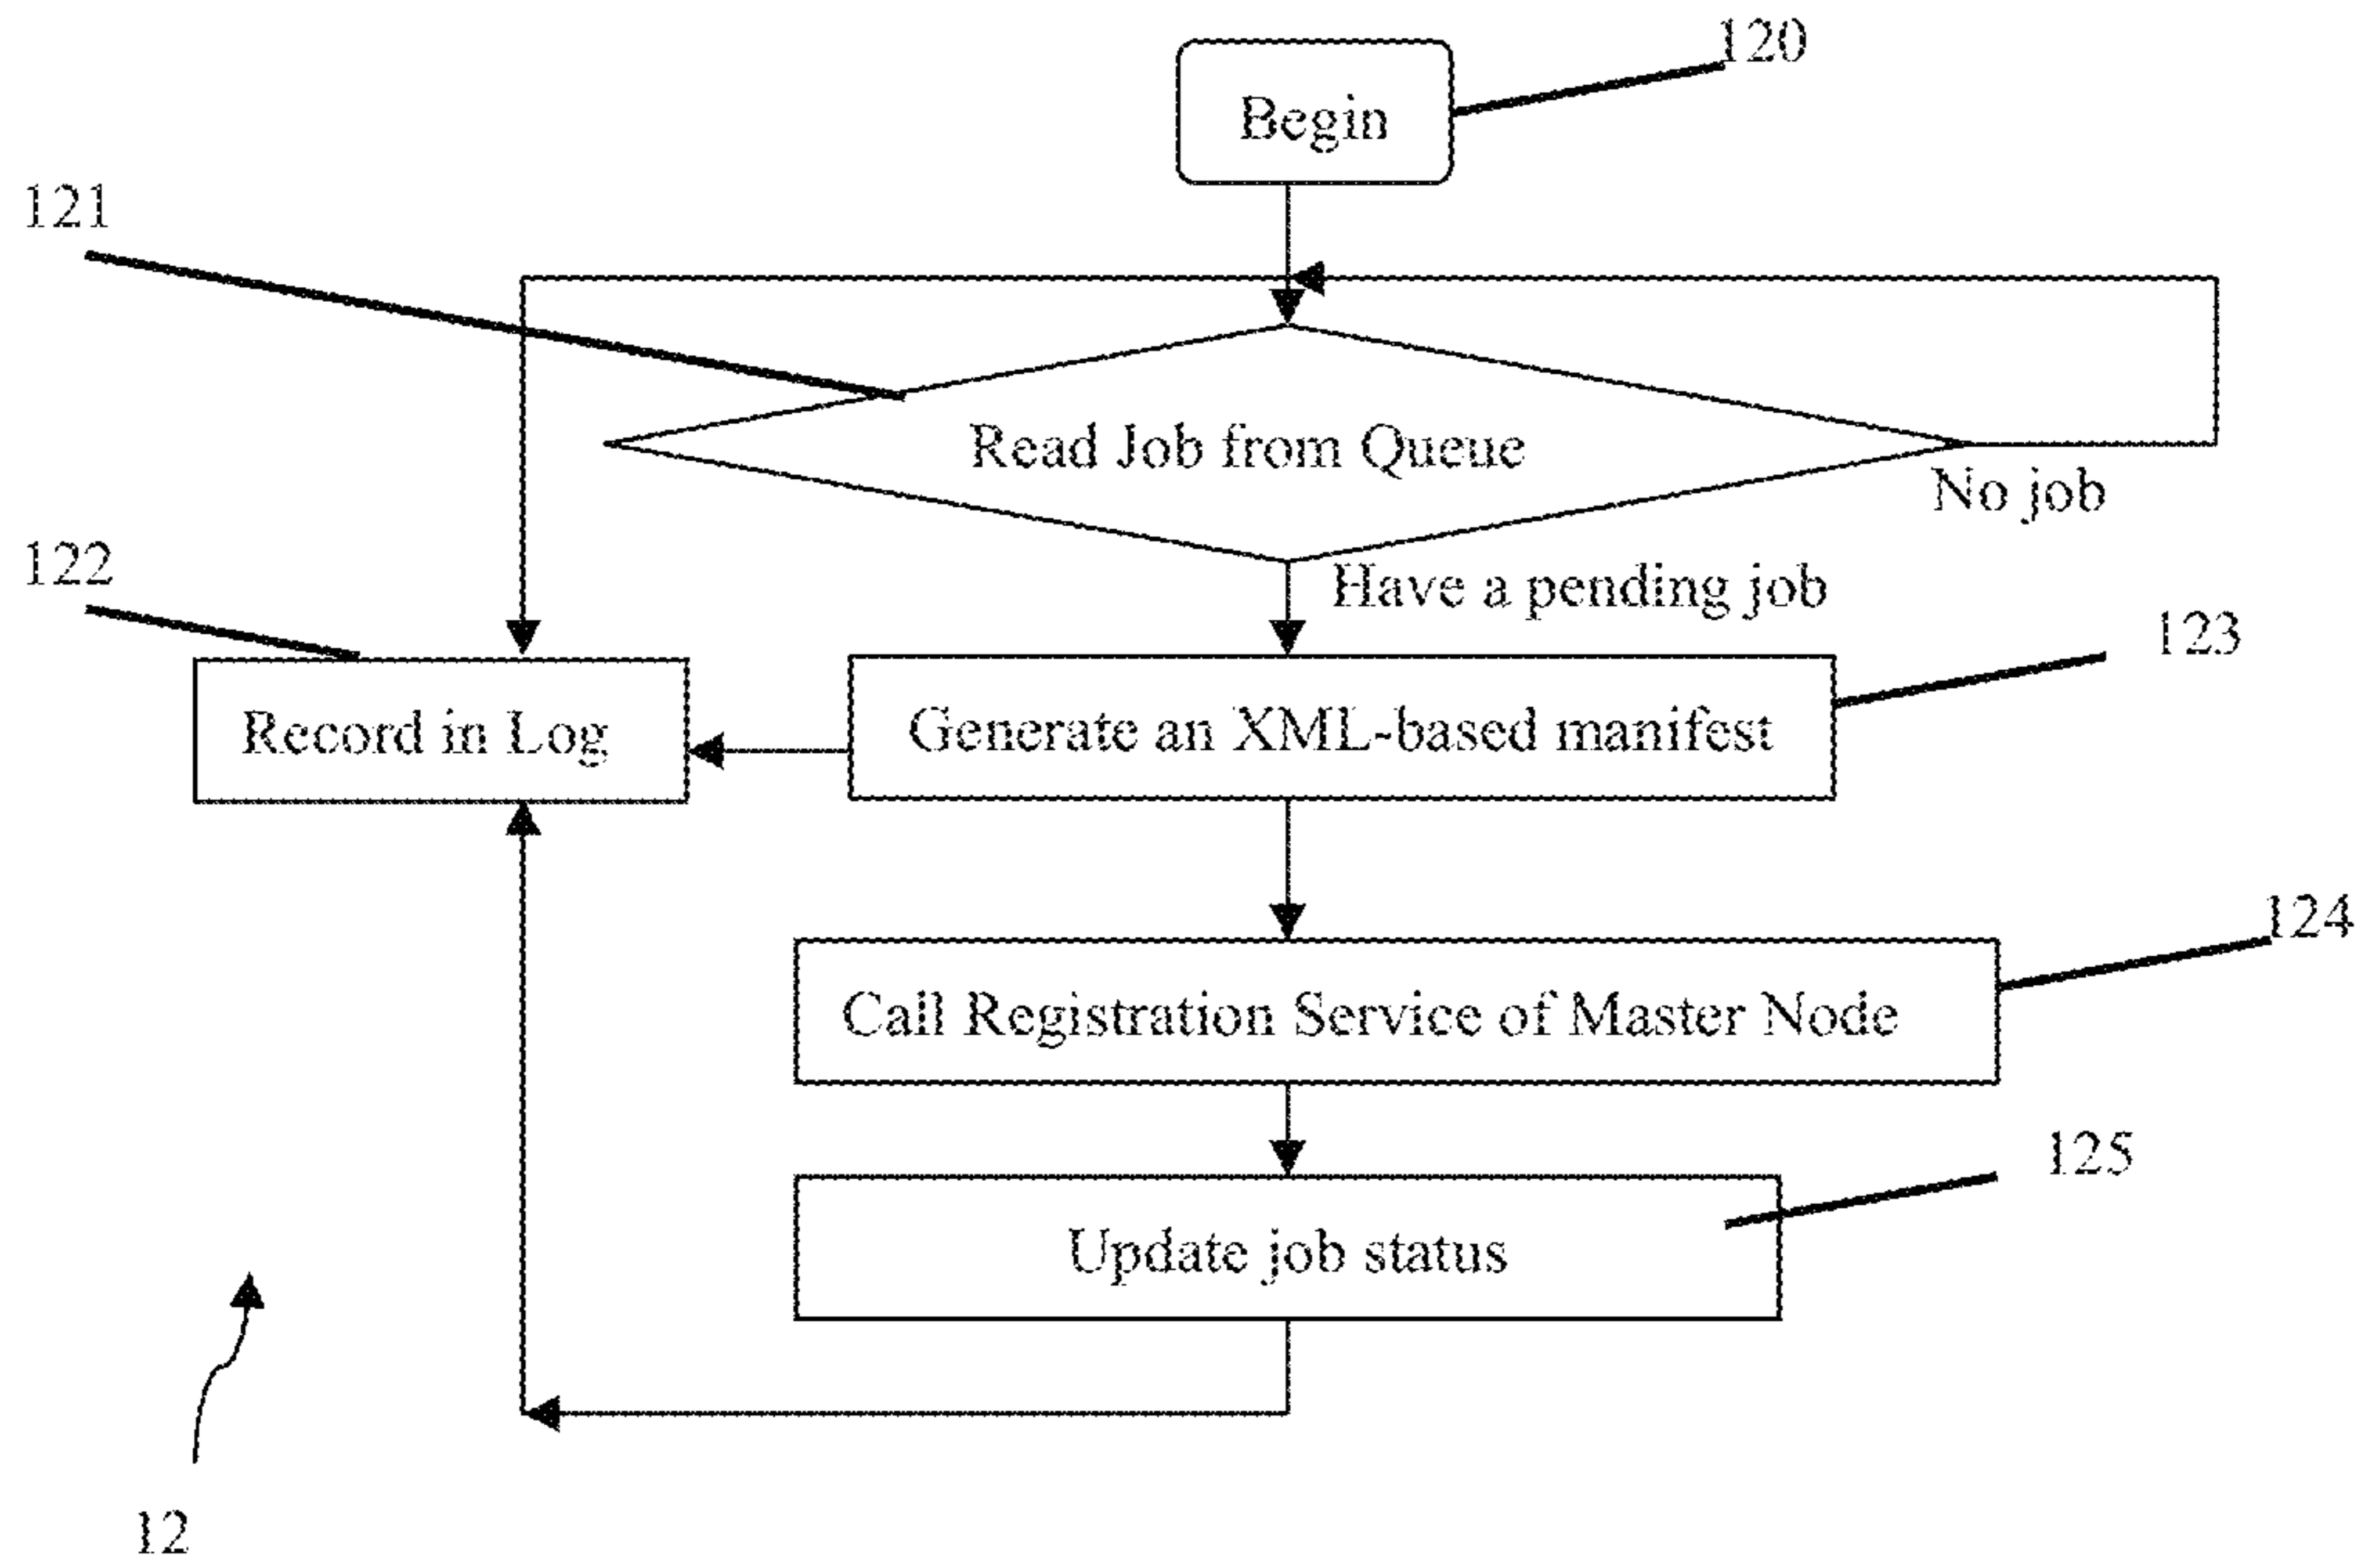 120
Begin
121
Read Job from Queue
No job
122
Have a pending job
123
Record in Log
Generate an XML-based manifest
124
Call Registration Service of Master Node
125
Update job status
12